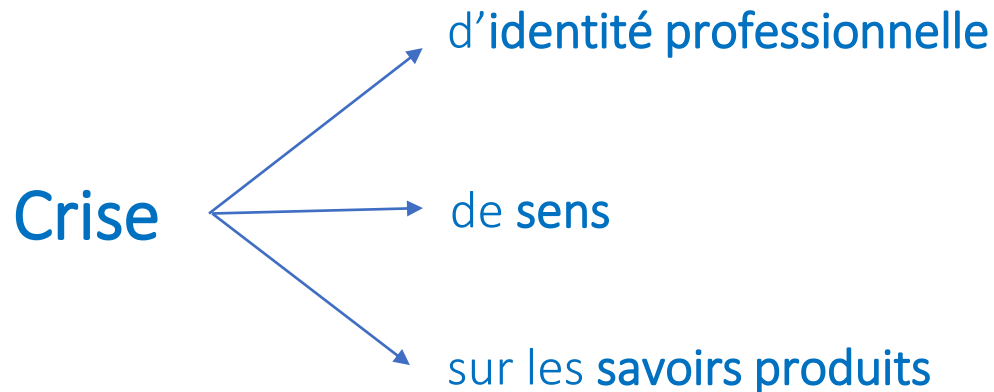 d'identité professionnelle
Crise
de sens
sur les savoirs produits